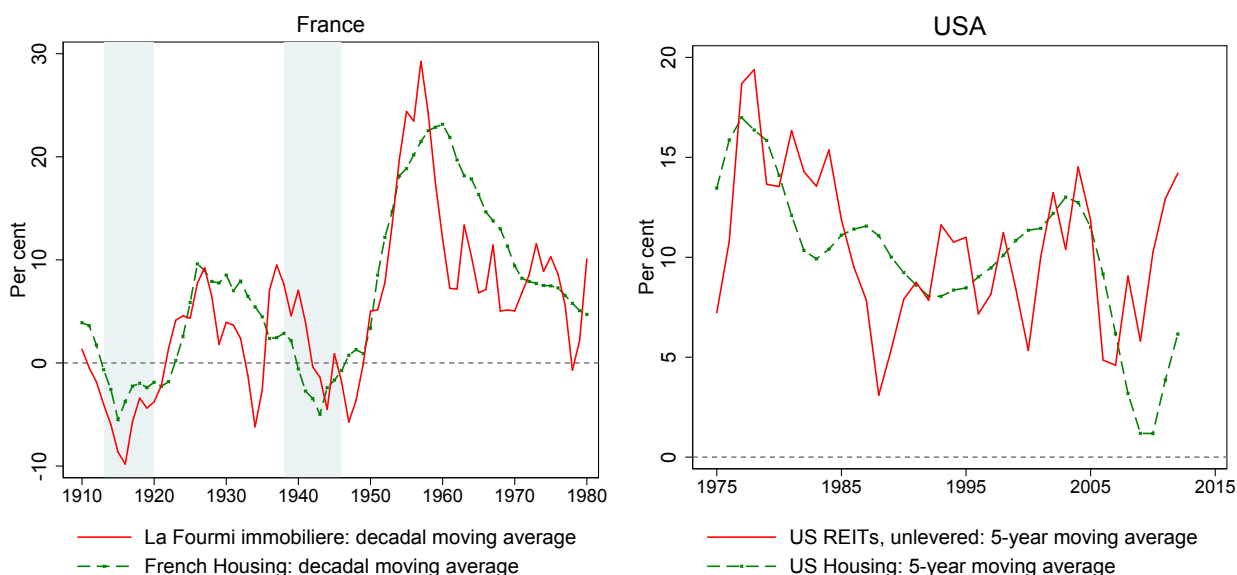 France
Per cent
30
20
10
0
-10
1910 1920 1930 1940 1950 1960 1970 1980
La Fourmi immobiliere: decadal moving average
French Housing: decadal moving average
USA
Per cent
20
15
10
5
0
1975 1985 1995 2005 2015
US REITs, unlevered: 5-year moving average
US Housing: 5-year moving average